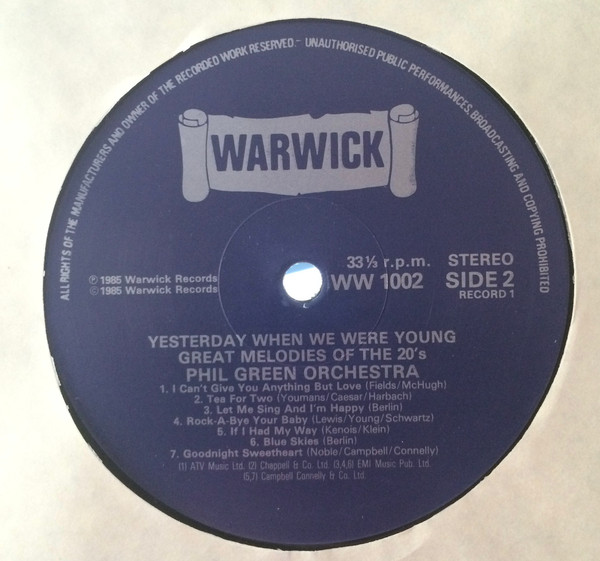 ALL RIGHTS OF THE MANUFACTURERS AND OWNER OF THE RECORDED WORK RESERVED – UNAUTHORISED PUBLIC PERFORMANCES, BROADCASTING AND COPYING PROHIBITED
WARWICK
33⅓ r.p.m. STEREO
℗ 1985 Warwick Records
© 1985 Warwick Records
WW 1002 SIDE 2
RECORD 1
YESTERDAY WHEN WE WERE YOUNG
GREAT MELODIES OF THE 20's
PHIL GREEN ORCHESTRA
1. I Can't Give You Anything But Love (Fields/McHugh)
2. Tea For Two (Youmans/Caesar/Harbach)
3. Let Me Sing And I'm Happy (Berlin)
4. Rock-A-Bye Your Baby (Lewis/Young/Schwartz)
5. If I Had My Way (Kenois/Klein)
6. Blue Skies (Berlin)
7. Goodnight Sweetheart (Noble/Campbell/Connelly)
(1) ATV Music Ltd. (2) Chappell & Co. Ltd. (3,4,6) EMI Music Pub. Ltd.
(5,7) Campbell Connelly & Co. Ltd.